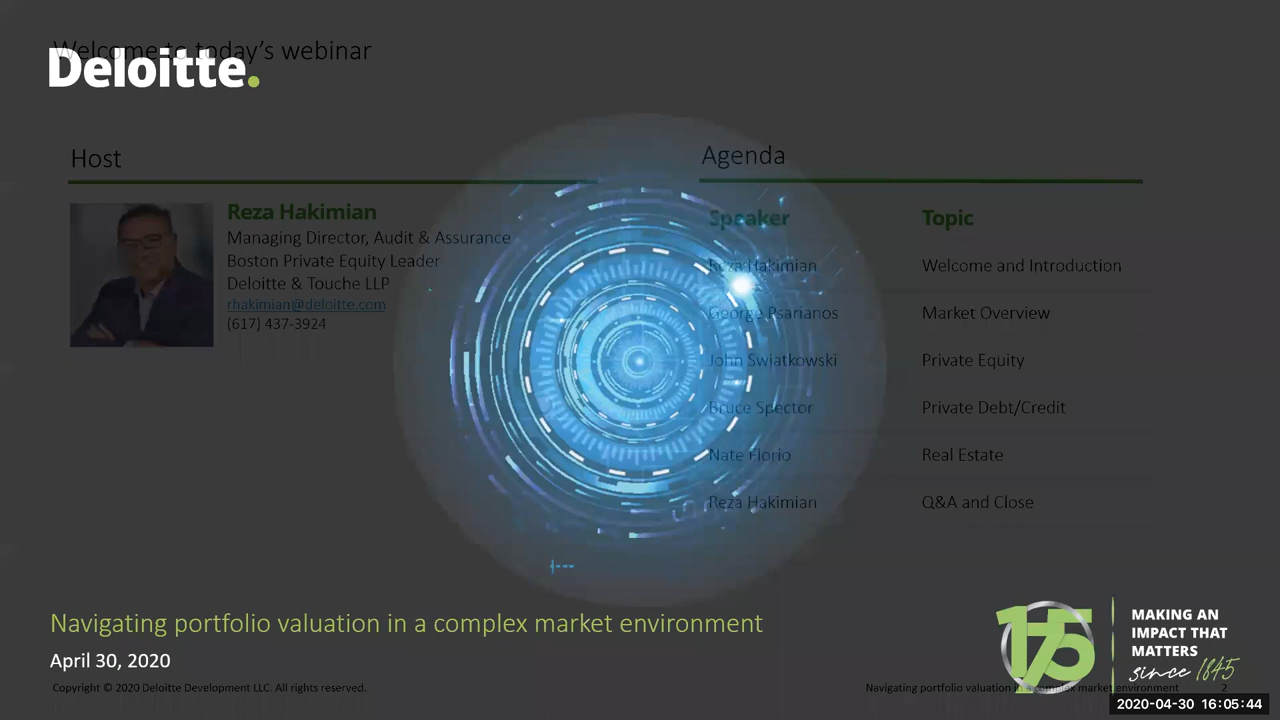 Welcome to today's webinar
Deloitte.
Host
Reza Hakimian
Managing Director, Audit & Assurance
Boston Private Equity Leader
Deloitte & Touche LLP
rhakimian@deloitte.com
(617) 437-3924
Agenda
Speaker Topic
Reza Hakimian Welcome and Introduction
George Psarianos Market Overview
John Swiatkowski Private Equity
Bruce Spector Private Debt/Credit
Nate Florio Real Estate
Reza Hakimian Q&A and Close
Navigating portfolio valuation in a complex market environment
April 30, 2020
175
MAKING AN
IMPACT THAT
MATTERS
since 1845
Copyright © 2020 Deloitte Development LLC. All rights reserved.
Navigating portfolio valuation in a complex market environment 2
2020-04-30 16:05:44